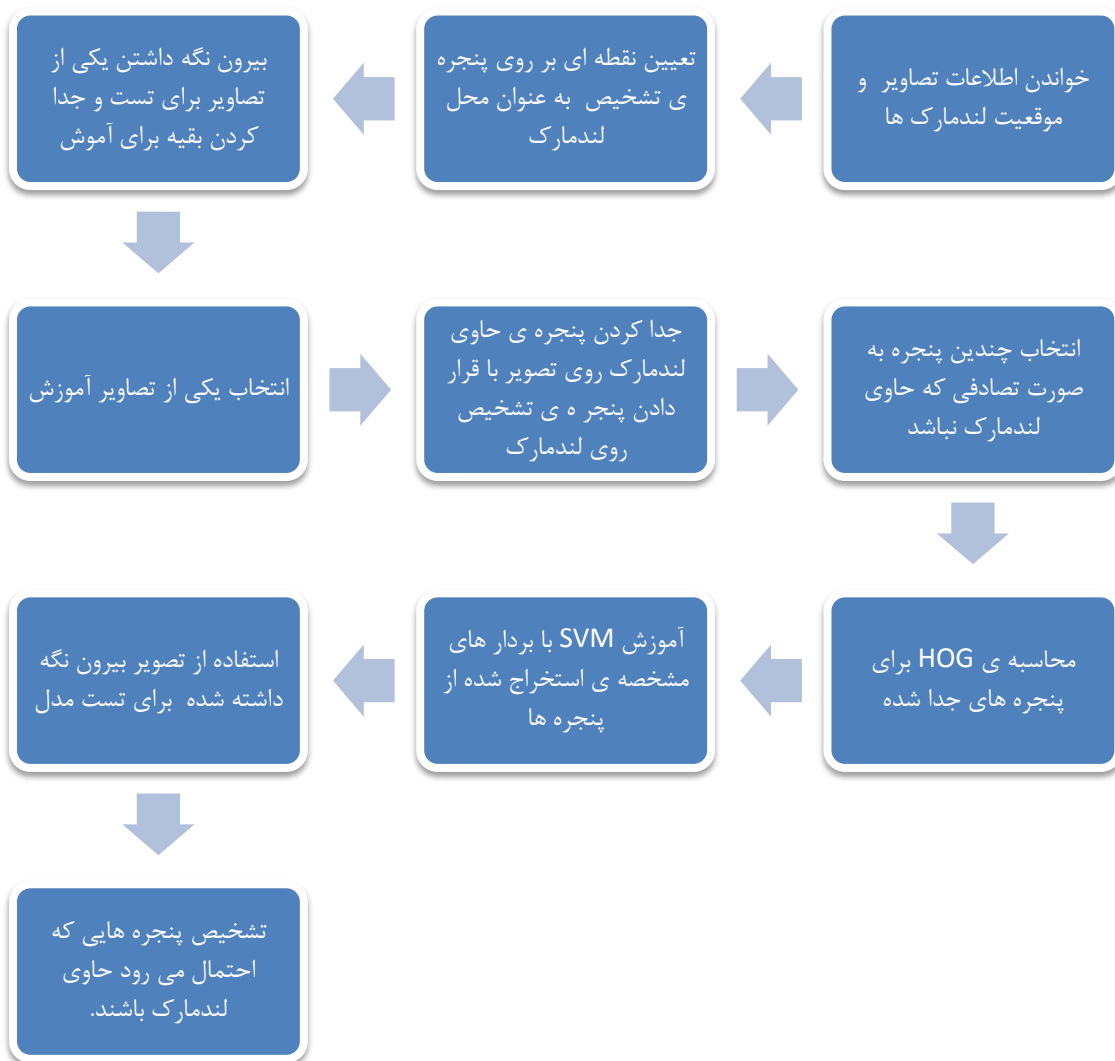 خواندن اطلاعات تصاویر و
موقعیت لندمارک ها
تعیین نقطه ای بر روی پنجره
ی تشخیص به عنوان محل
لندمارک
بیرون نگه داشتن یکی از
تصاویر برای تست و جدا
کردن بقیه برای آموش
انتخاب یکی از تصاویر آموزش
جدا کردن پنجره ی حاوی
لندمارک روی تصویر با قرار
دادن پنجر ه ی تشخیص
روی لندمارک
انتخاب چندین پنجره به
صورت تصادفی که حاوی
لندمارک نباشد
محاسبه ی HOG برای
پنجره های جدا شده
آموزش SVM با بردار های
مشخصه ی استخراج شده از
پنجره ها
استفاده از تصویر بیرون نگه
داشته شده برای تست مدل
تشخیص پنجره هایی که
احتمال می رود حاوی
لندمارک باشند.